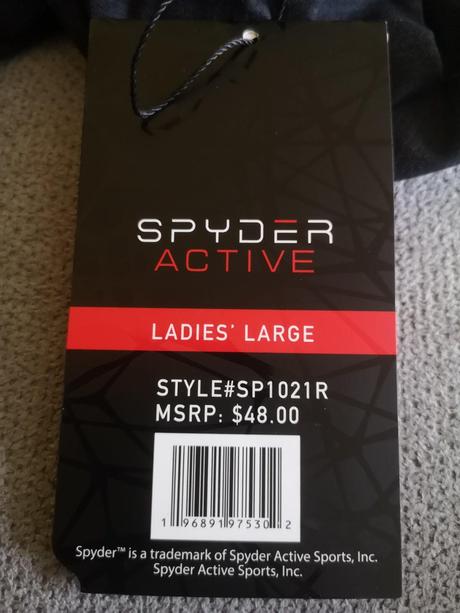 SPYDER
ACTIVE
LADIES' LARGE
STYLE#SP1021R
MSRP: $48.00
1 96891 97530 2
Spyder™ is a trademark of Spyder Active Sports, Inc.
Spyder Active Sports, Inc.